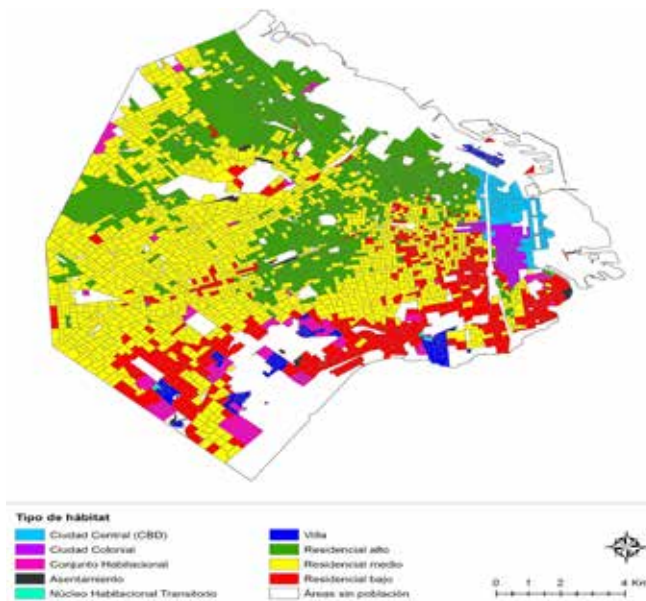 Tipo de hábitat
Ciudad Central (CBD)
Ciudad Colonial
Conjunto Habitacional
Asentamiento
Núcleo Habitacional Transitorio
Villa
Residencial alto
Residencial medio
Residencial bajo
Áreas sin población
0 1 2 4 Km